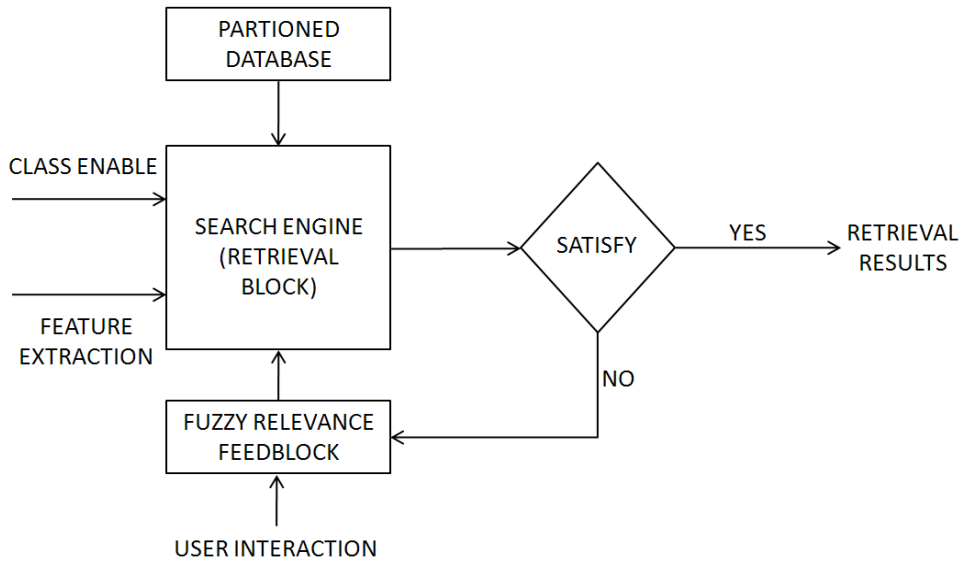 PARTIONED
DATABASE
CLASS ENABLE
SEARCH ENGINE
(RETRIEVAL
BLOCK)
SATISFY
YES
RETRIEVAL
RESULTS
FEATURE
EXTRACTION
NO
FUZZY RELEVANCE
FEEDBLOCK
USER INTERACTION